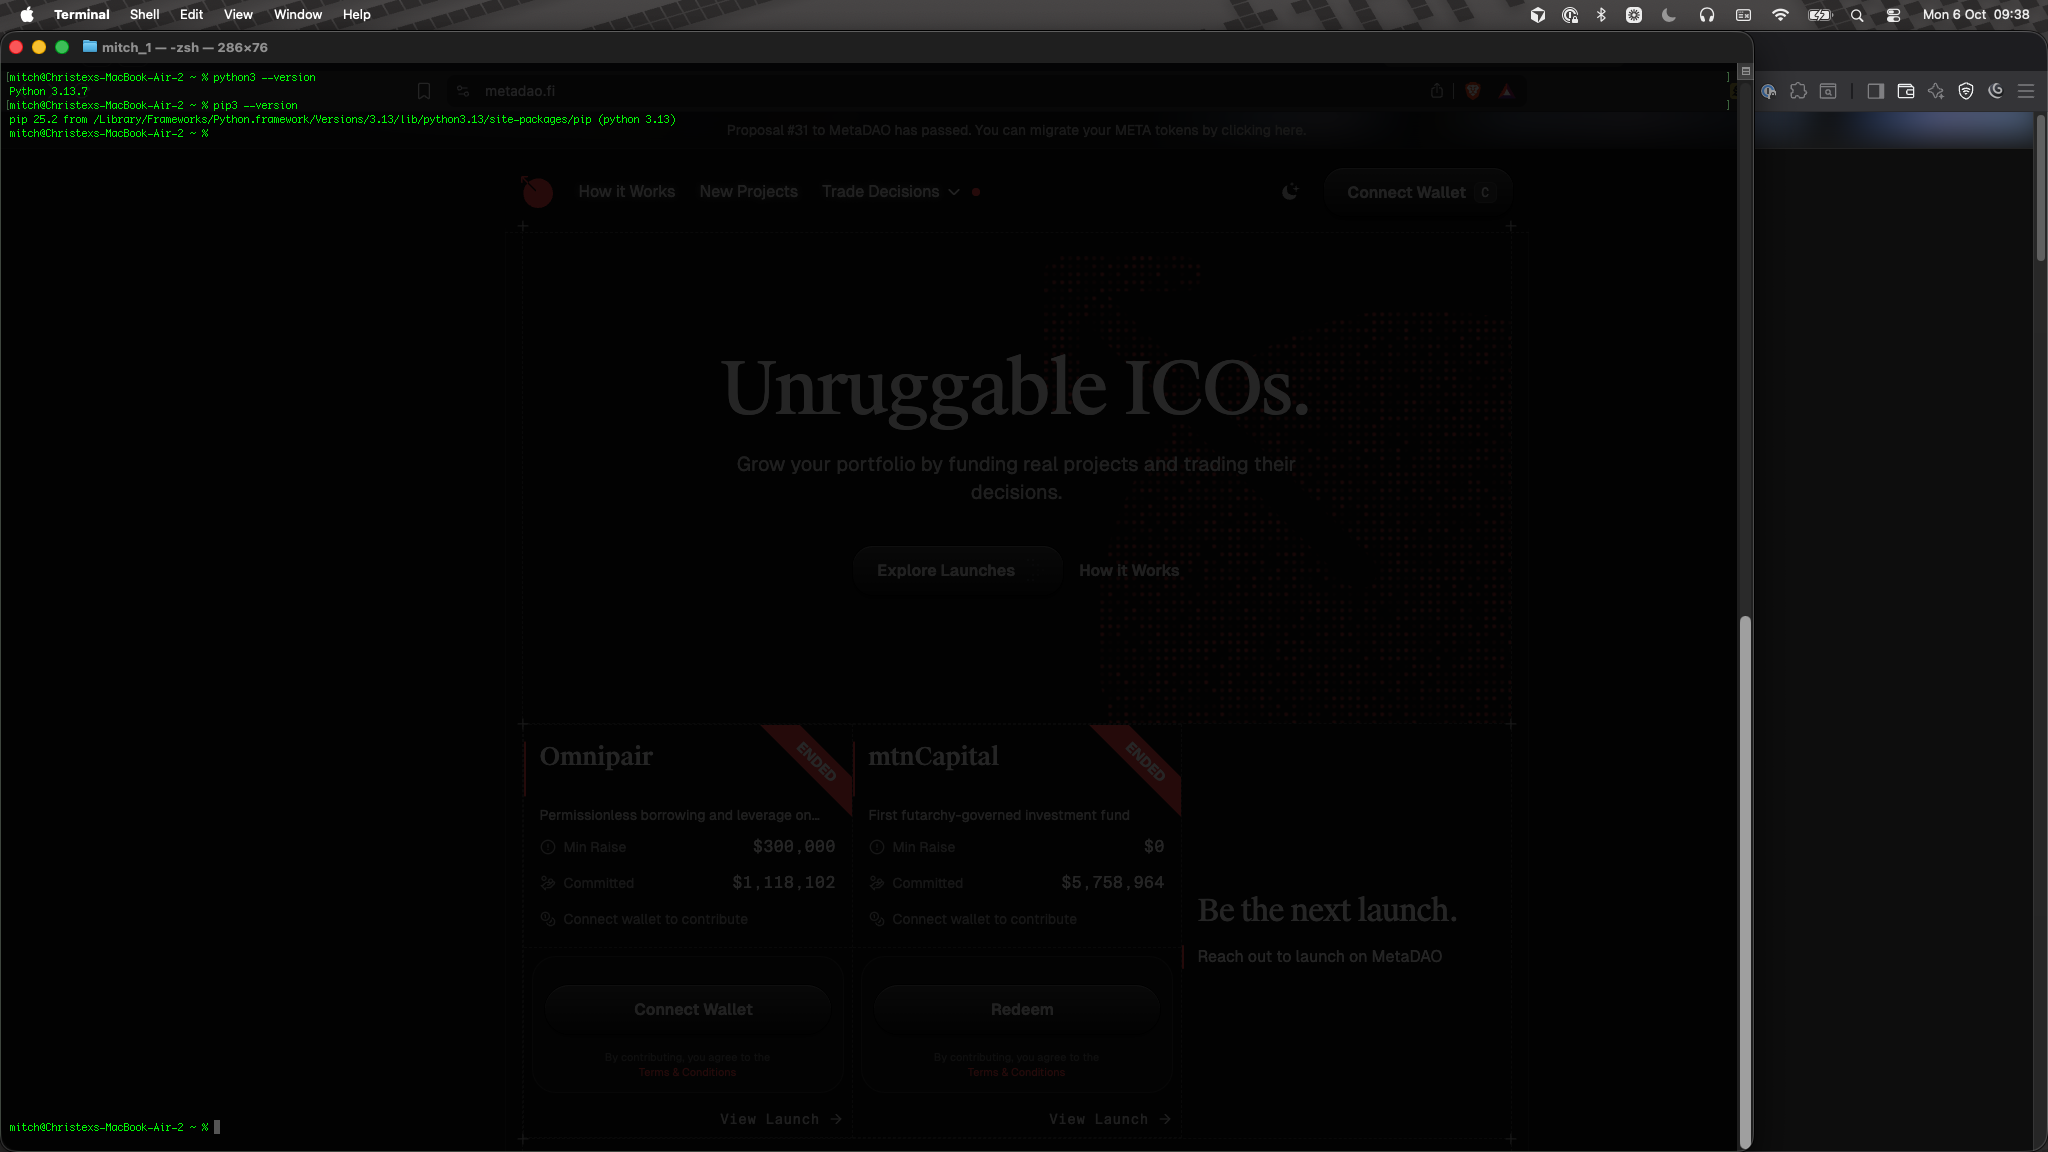 Terminal Shell Edit View Window Help
Mon 6 Oct 09:38
mitch_1 — -zsh — 286×76
mitch@Christexs-MacBook-Air-2 ~ % python3 --version
Python 3.13.7
mitch@Christexs-MacBook-Air-2 ~ % pip3 --version
pip 25.2 from /Library/Frameworks/Python.framework/Versions/3.13/lib/python3.13/site-packages/pip (python 3.13)
mitch@Christexs-MacBook-Air-2 ~ %
metadao.fi
Proposal #31 to MetaDAO has passed. You can migrate your META tokens by clicking here.
How it Works New Projects Trade Decisions
Connect Wallet C
Unruggable ICOs.
Grow your portfolio by funding real projects and trading their
decisions.
Explore Launches How it Works
Omnipair
ENDED
Permissionless borrowing and leverage on...
Min Raise $300,000
Committed $1,118,102
Connect wallet to contribute
Connect Wallet
By contributing, you agree to the
Terms & Conditions
View Launch →
mtnCapital
ENDED
First futarchy-governed investment fund
Min Raise $0
Committed $5,758,964
Connect wallet to contribute
Redeem
By contributing, you agree to the
Terms & Conditions
View Launch →
Be the next launch.
Reach out to launch on MetaDAO
mitch@Christexs-MacBook-Air-2 ~ %